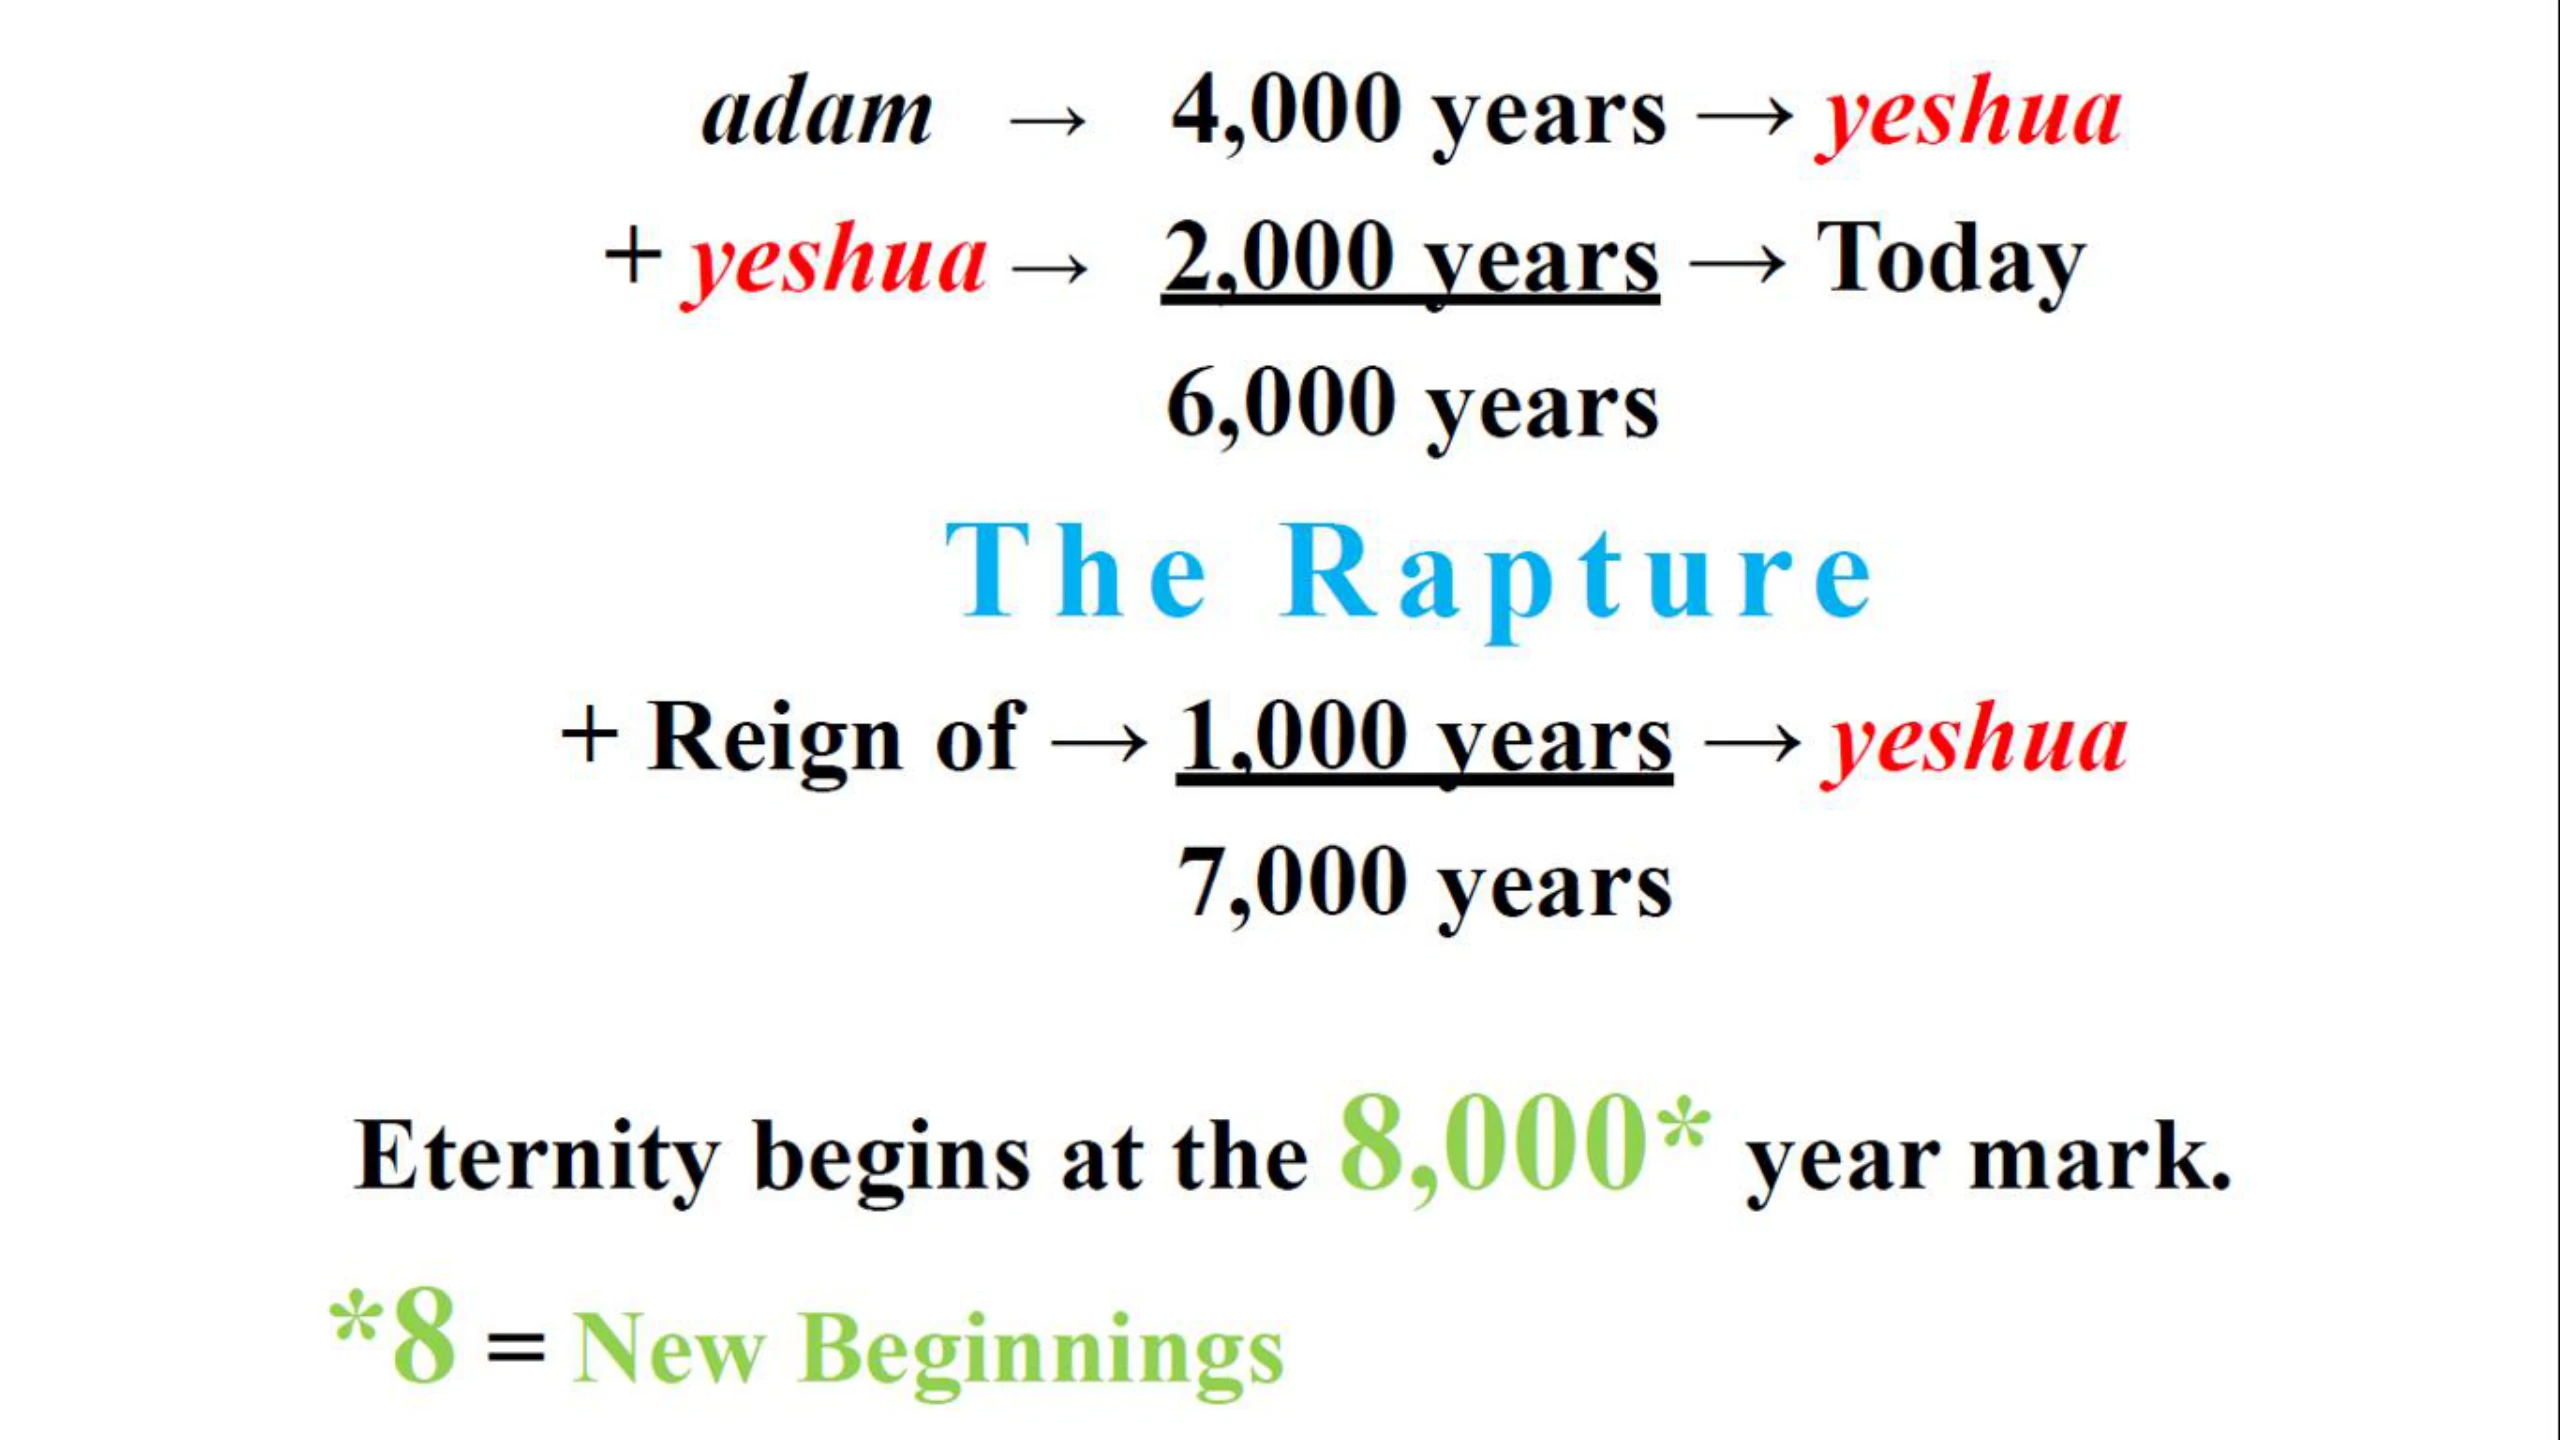 adam → 4,000 years → yeshua
+ yeshua → 2,000 years → Today
6,000 years
The Rapture
+ Reign of → 1,000 years → yeshua
7,000 years
Eternity begins at the 8,000* year mark.
*8 = New Beginnings